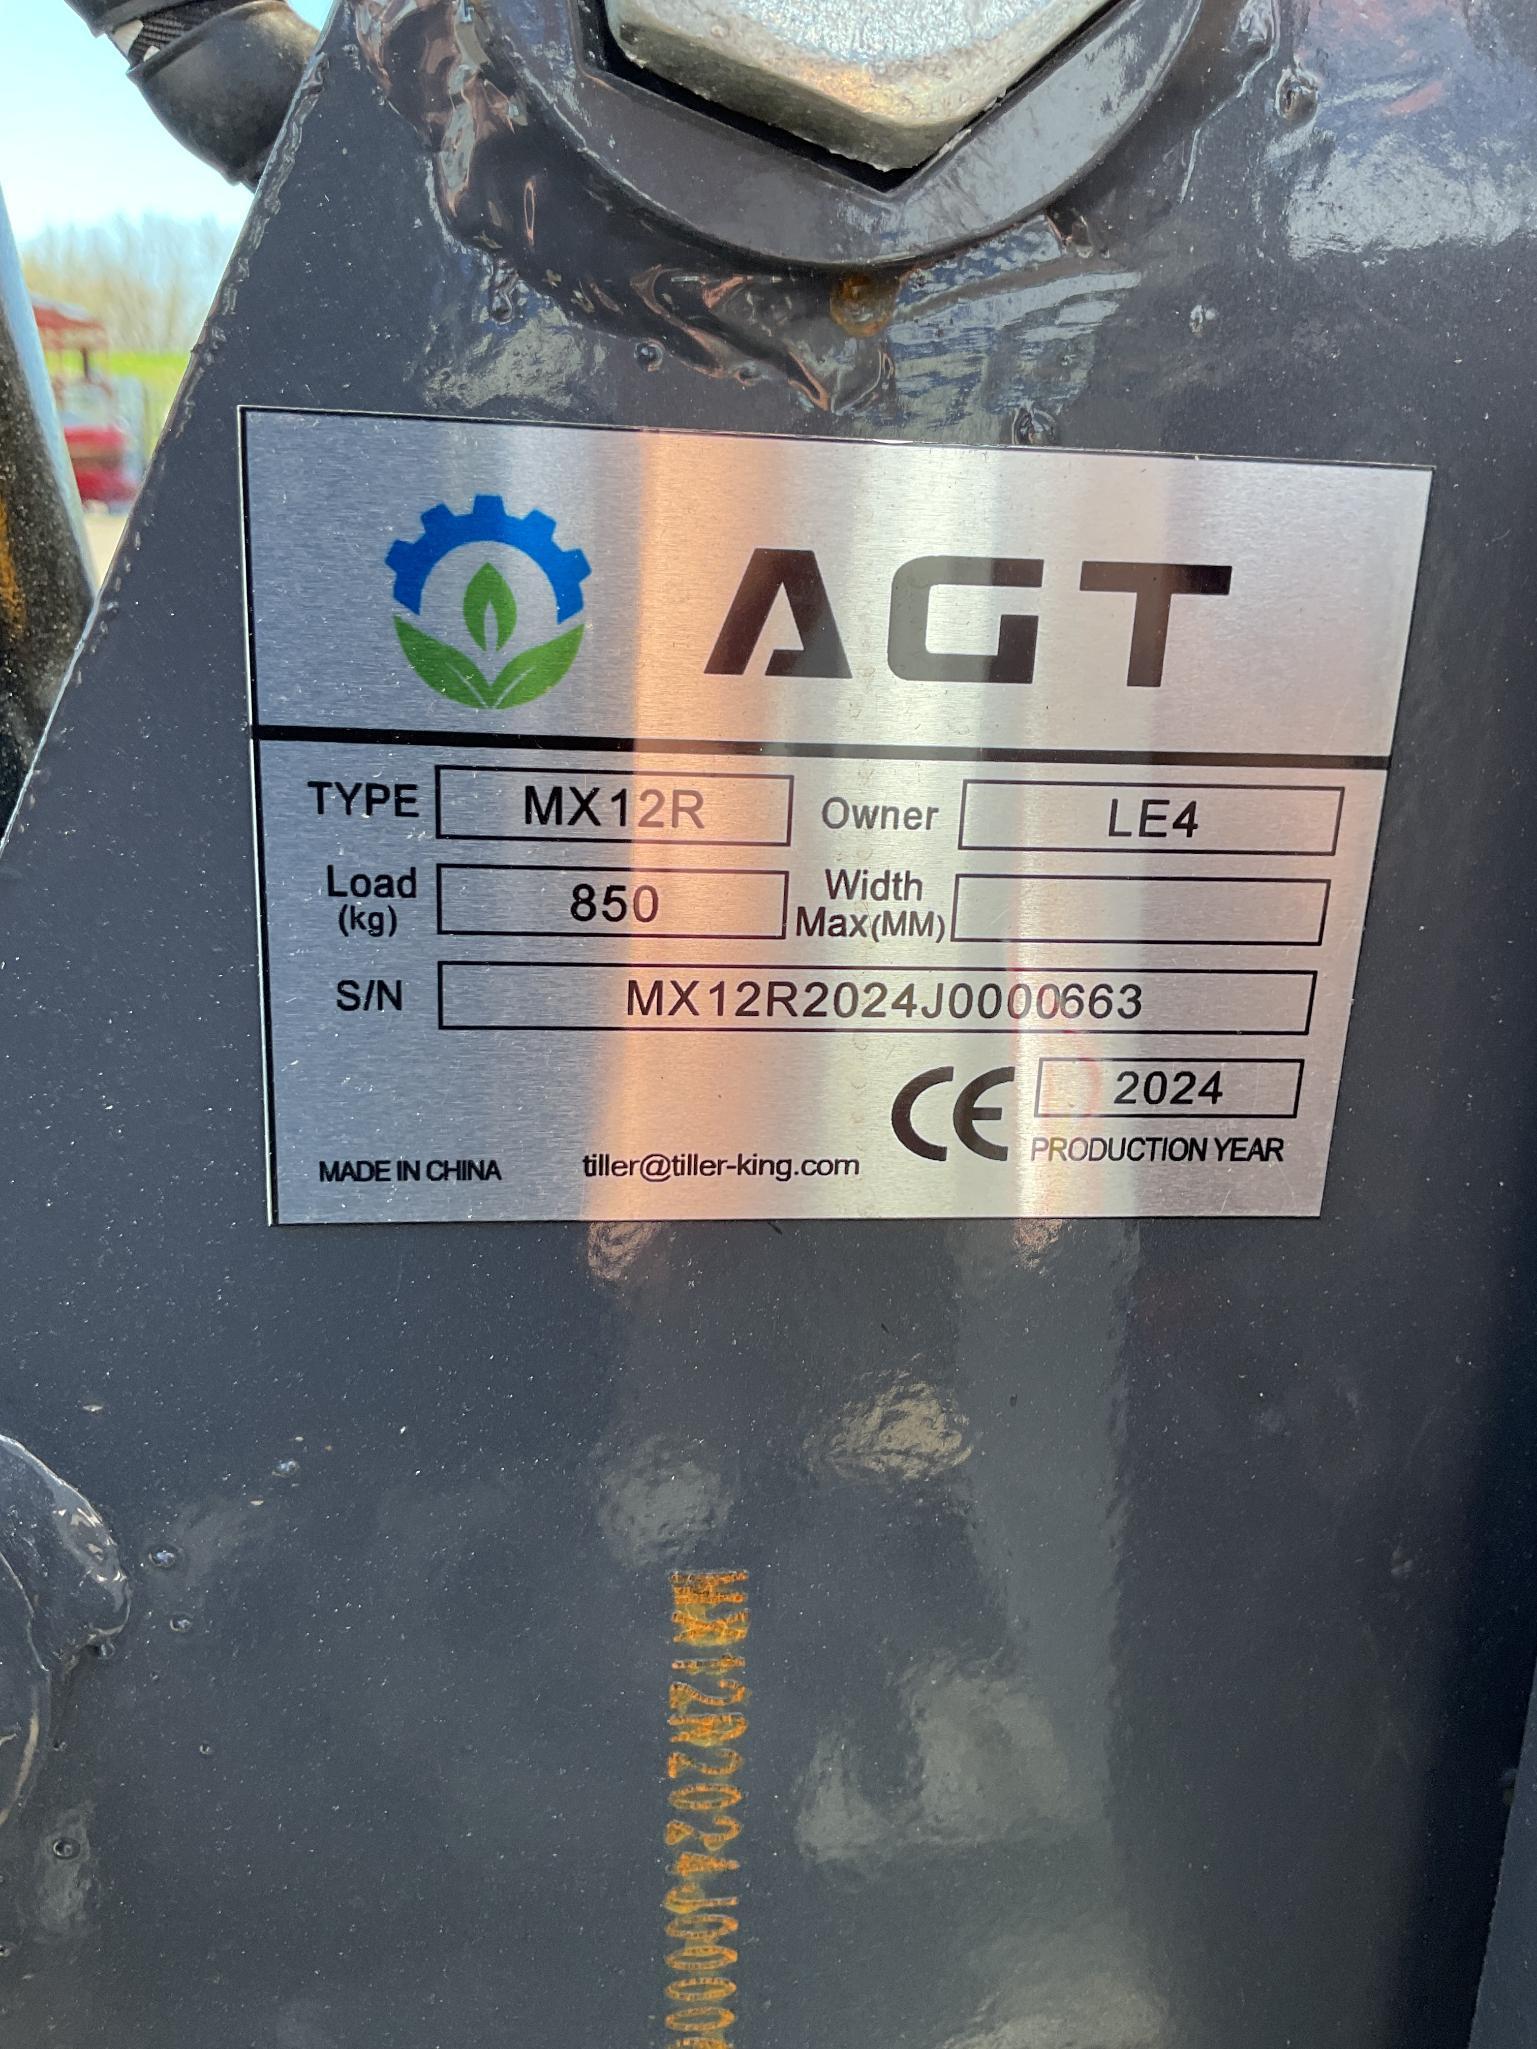 AGT
TYPE MX12R Owner LE4
Load (kg) 850 Width Max(MM)
S/N MX12R2024J0000663
CE 2024
PRODUCTION YEAR
MADE IN CHINA tiller@tiller-king.com
MX12R2024J0000